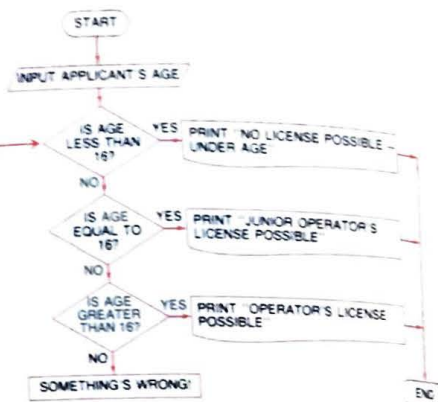 START
INPUT APPLICANT'S AGE
IS AGE
LESS THAN
16?
YES
PRINT "NO LICENSE POSSIBLE –
UNDER AGE"
NO
IS AGE
EQUAL TO
16?
YES
PRINT "JUNIOR OPERATOR'S
LICENSE POSSIBLE"
NO
IS AGE
GREATER
THAN 16?
YES
PRINT "OPERATOR'S LICENSE
POSSIBLE"
NO
SOMETHING'S WRONG!
END